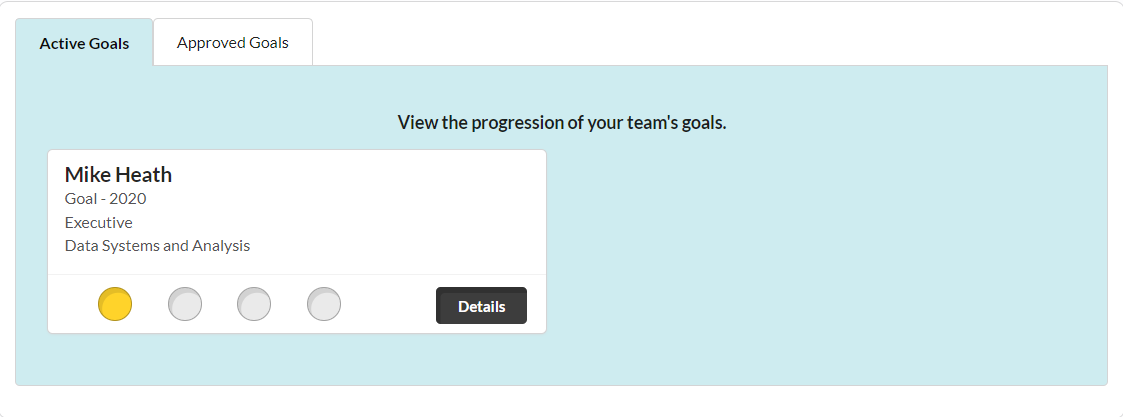 Active Goals
Approved Goals
View the progression of your team's goals.
Mike Heath
Goal - 2020
Executive
Data Systems and Analysis
Details